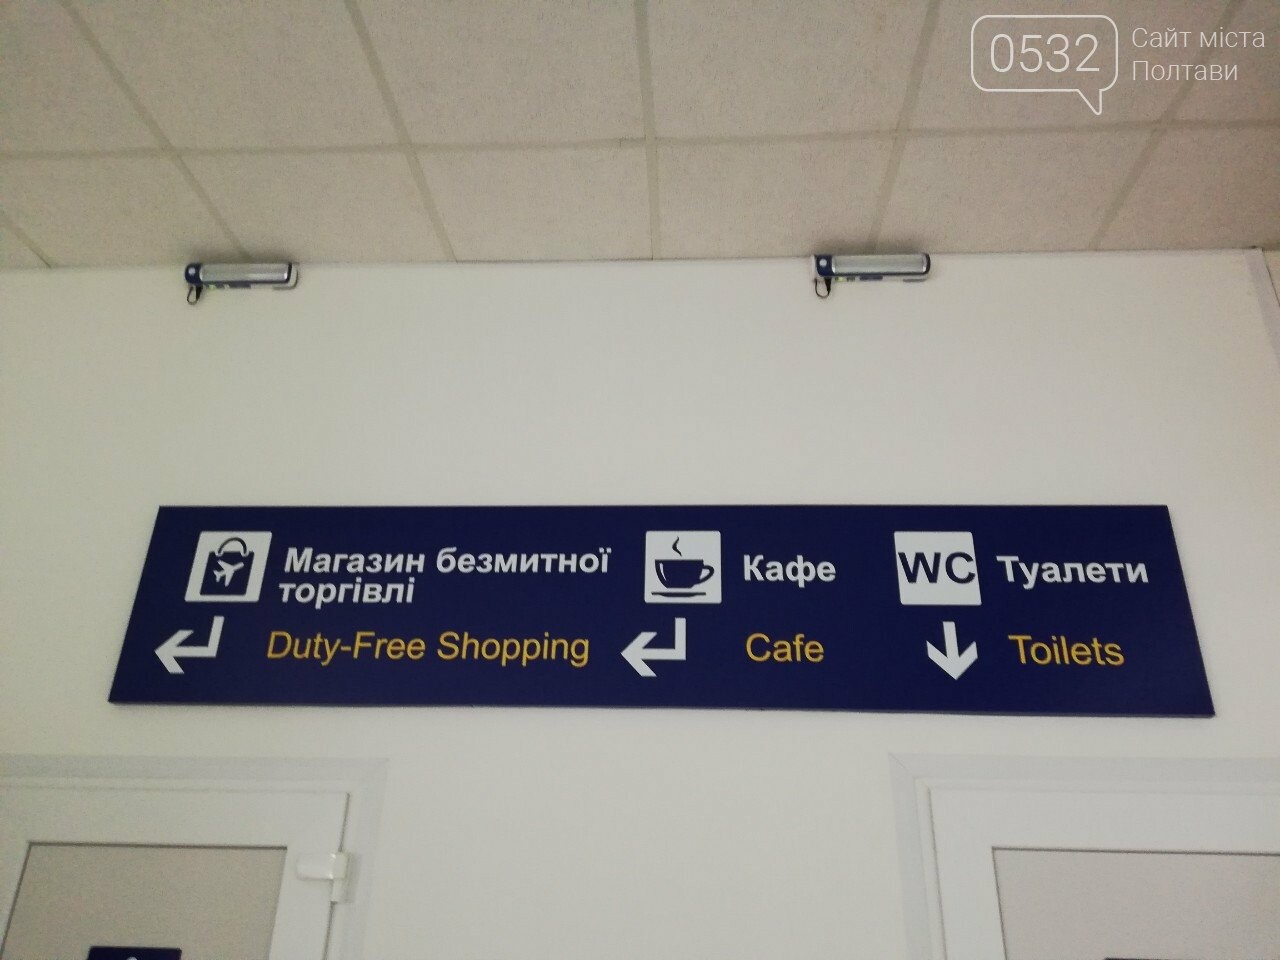 0532
Сайт міста
Полтави
Магазин безмитної
торгівлі
Duty-Free Shopping
Кафе
Cafe
WC
Туалети
Toilets